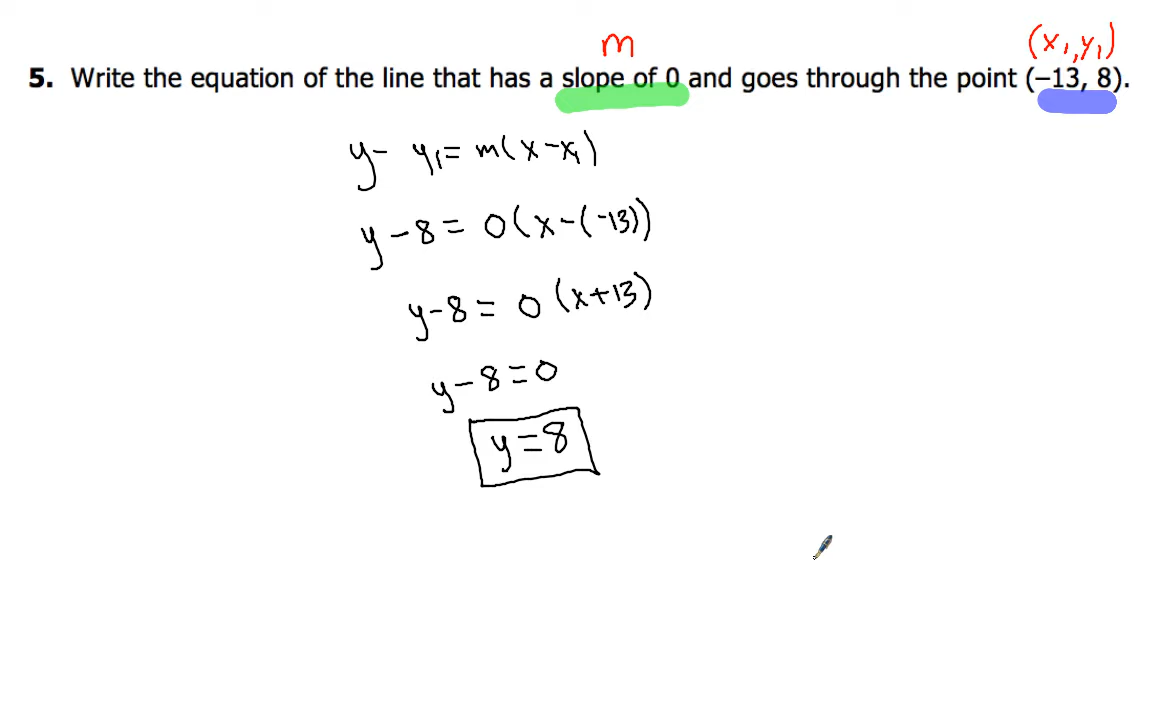 m (x₁,y₁)
5. Write the equation of the line that has a slope of 0 and goes through the point (−13, 8).
y− y₁= m(x−x₁)
y−8= 0(x−(−13))
y−8= 0(x+13)
y−8=0
y=8